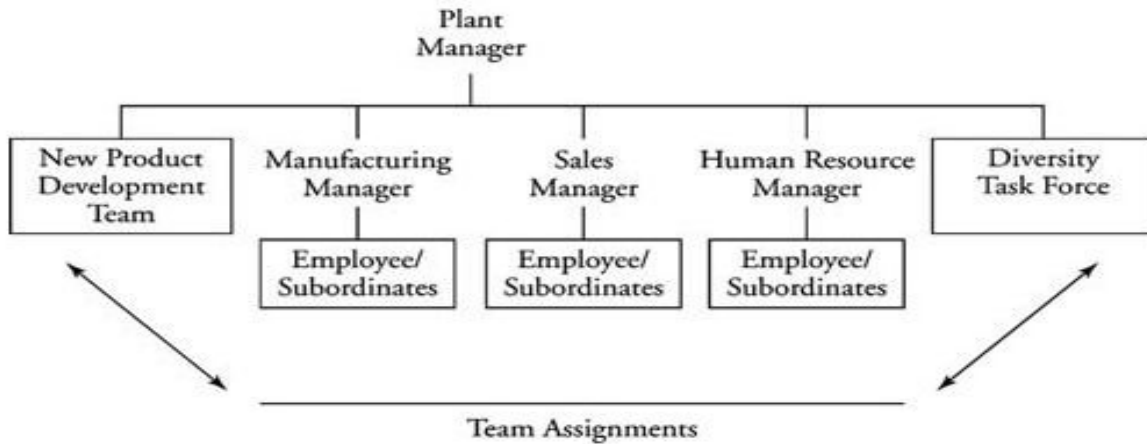 Plant
Manager
New Product
Development
Team
Manufacturing
Manager
Sales
Manager
Human Resource
Manager
Diversity
Task Force
Employee/
Subordinates
Employee/
Subordinates
Employee/
Subordinates
Team Assignments